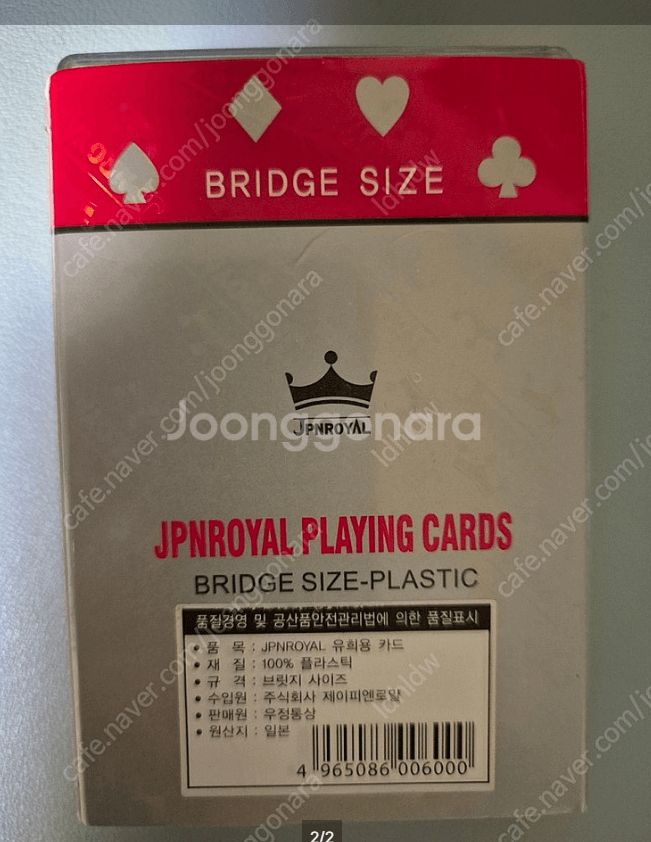 BRIDGE SIZE
JPNROYAL
Joonggonara
JPNROYAL PLAYING CARDS
BRIDGE SIZE-PLASTIC
품질경영 및 공산품안전관리법에 의한 품질표시
• 품 목 : JPNROYAL 유희용 카드
• 재 질 : 100% 플라스틱
• 규 격 : 브릿지 사이즈
• 수입원 : 주식회사 제이피엔로얄
• 판매원 : 우정통상
• 원산지 : 일본
4 965086 006000
cafe.naver.com/joonggonara
ldnldw
2/2